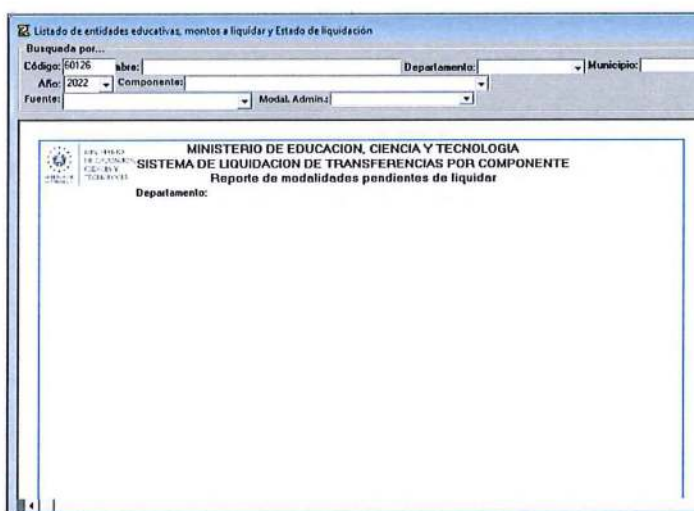 Listado de entidades educativas, montos a liquidar y Estado de liquidación
Busqueda por...
Código: 60126 abre: Departamento: Municipio:
Año: 2022 Componente:
Fuente: Modal. Admin.:
MINISTERIO DE EDUCACION, CIENCIA Y TECNOLOGIA
SISTEMA DE LIQUIDACION DE TRANSFERENCIAS POR COMPONENTE
Reporte de modalidades pendientes de liquidar
Departamento: